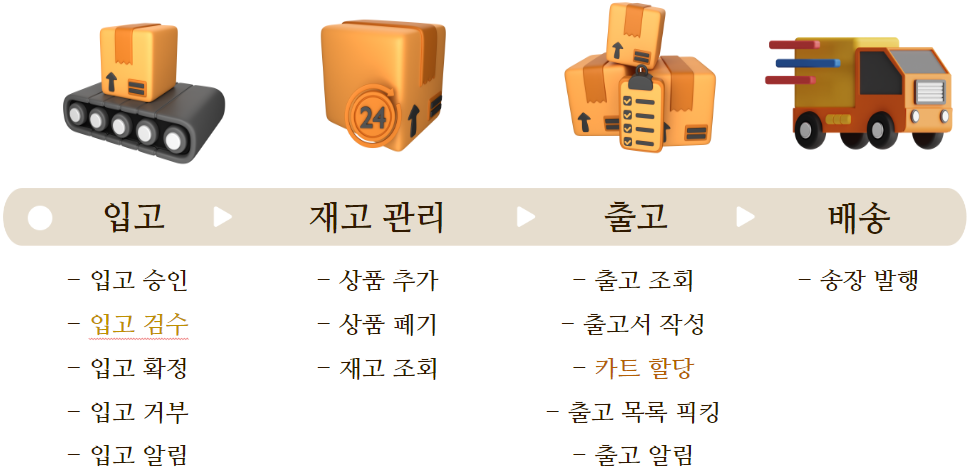 24
입고
재고 관리
출고
배송
- 입고 승인
- 입고 검수
- 입고 확정
- 입고 거부
- 입고 알림
- 상품 추가
- 상품 폐기
- 재고 조회
- 출고 조회
- 출고서 작성
- 카트 할당
- 출고 목록 픽킹
- 출고 알림
- 송장 발행